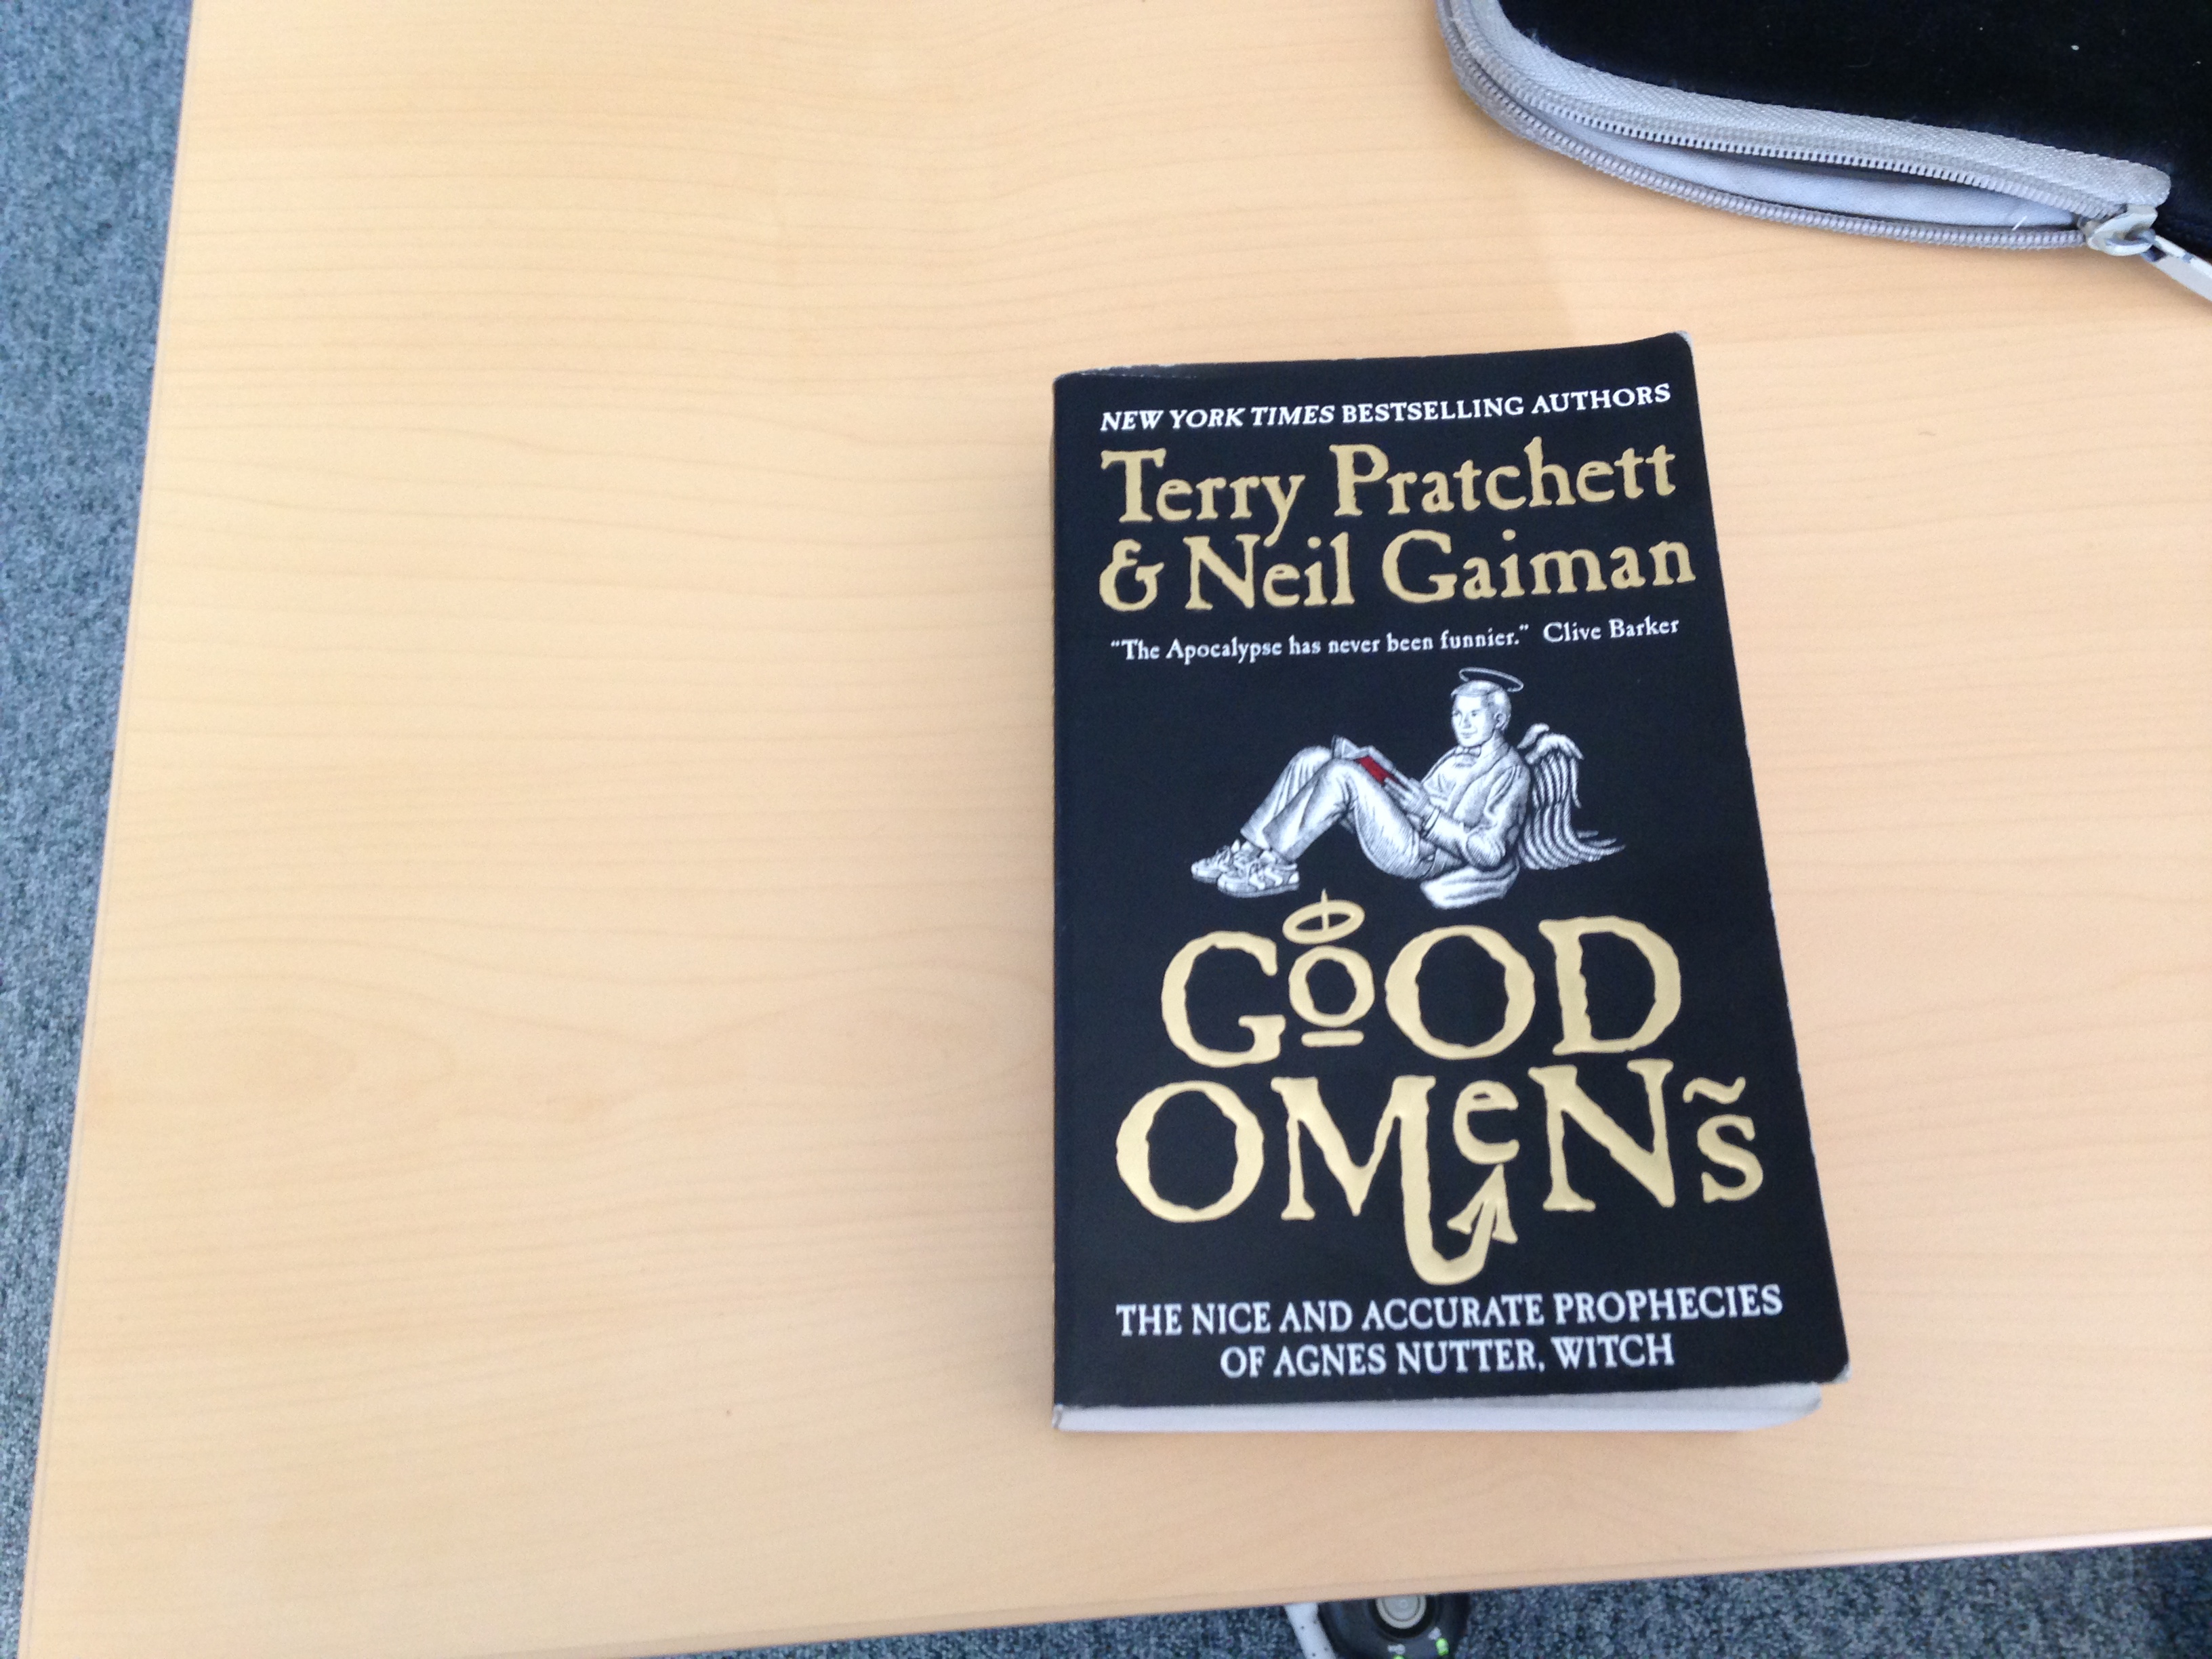 NEW YORK TIMES BESTSELLING AUTHORS
Terry Pratchett
& Neil Gaiman
“The Apocalypse has never been funnier.” Clive Barker
GOOD
OMENS
THE NICE AND ACCURATE PROPHECIES
OF AGNES NUTTER, WITCH